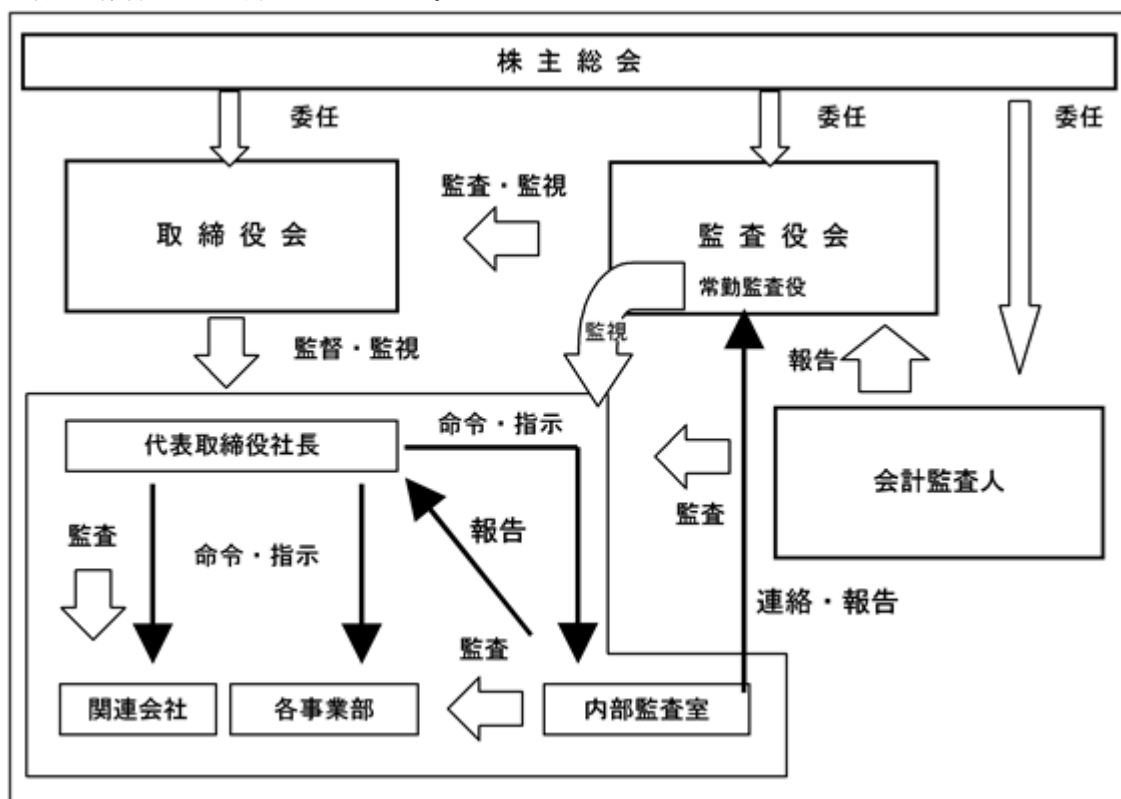 株主総会
委任
委任
委任
監査・監視
取締役会
監査役会
常勤監査役
監視
監督・監視
報告
命令・指示
代表取締役社長
会計監査人
監査
報告
監査
命令・指示
連絡・報告
監査
関連会社
各事業部
内部監査室